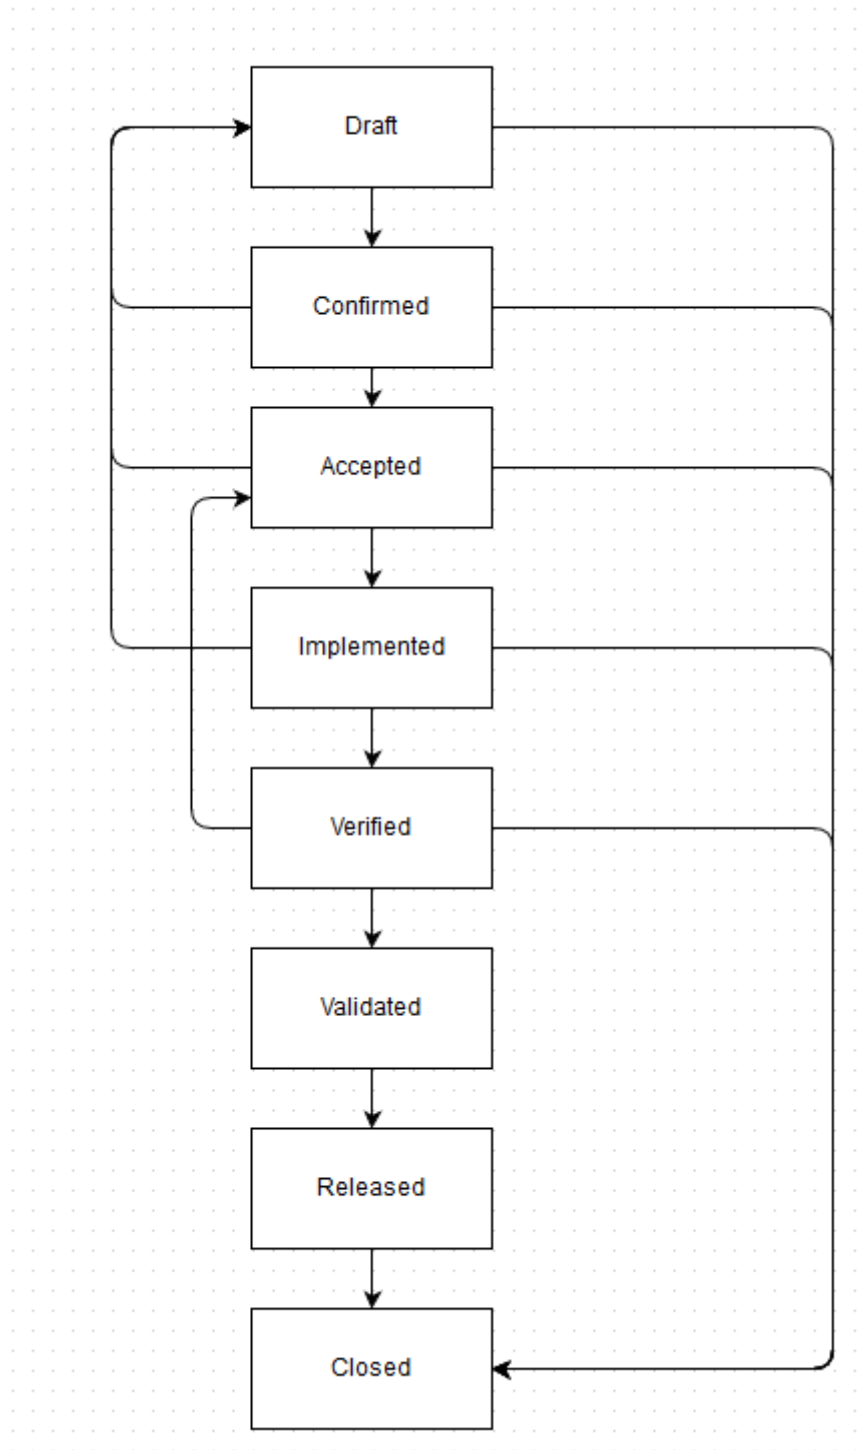 Draft
Confirmed
Accepted
Implemented
Verified
Validated
Released
Closed